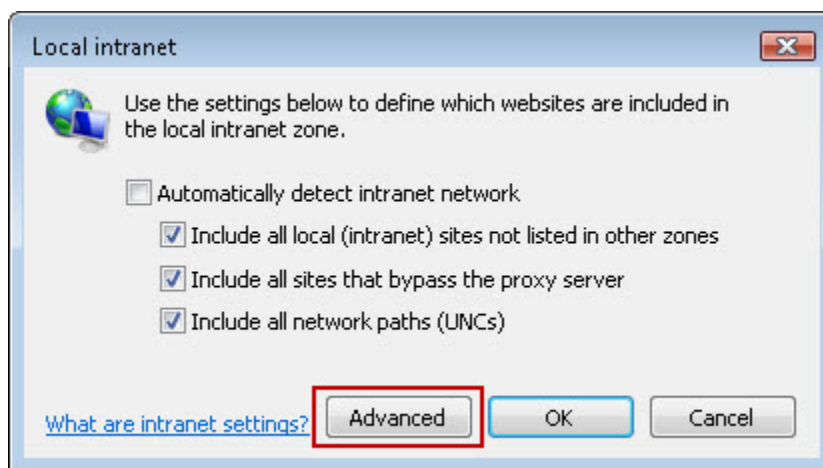 Local intranet
Use the settings below to define which websites are included in
the local intranet zone.
Automatically detect intranet network
Include all local (intranet) sites not listed in other zones
Include all sites that bypass the proxy server
Include all network paths (UNCs)
What are intranet settings? Advanced OK Cancel